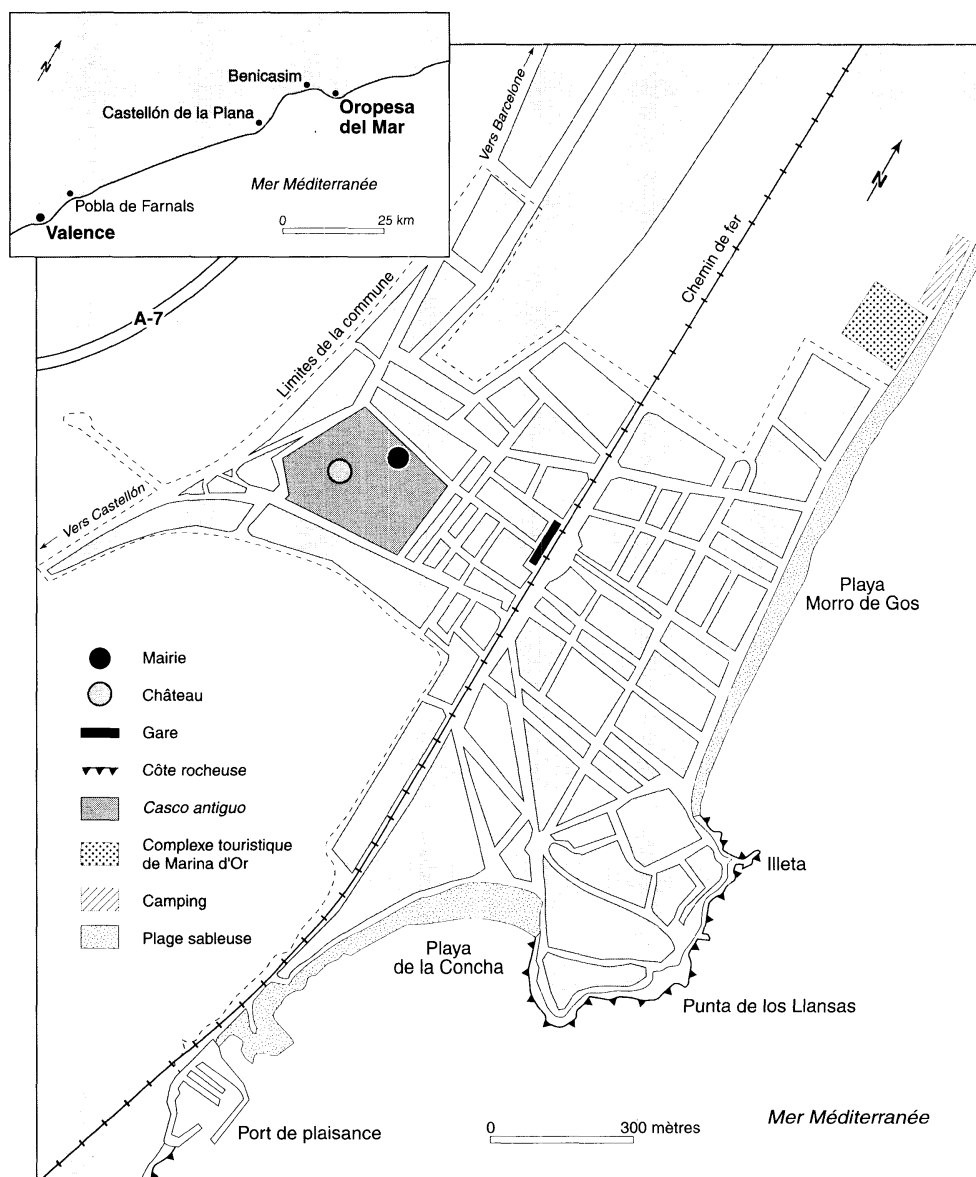 N
Benicasim
Castellón de la Plana
Oropesa
del Mar
Mer Méditerranée
Pobla de Farnals
0 25 km
Valence
Vers Barcelone
N
Chemin de fer
A-7
Limites de la commune
Vers Castellón
Playa
Morro de Gos
Mairie
Château
Gare
Côte rocheuse
Casco antiguo
Complexe touristique
de Marina d'Or
Camping
Plage sableuse
Illeta
Playa
de la Concha
Punta de los Llansas
Port de plaisance
0 300 mètres
Mer Méditerranée